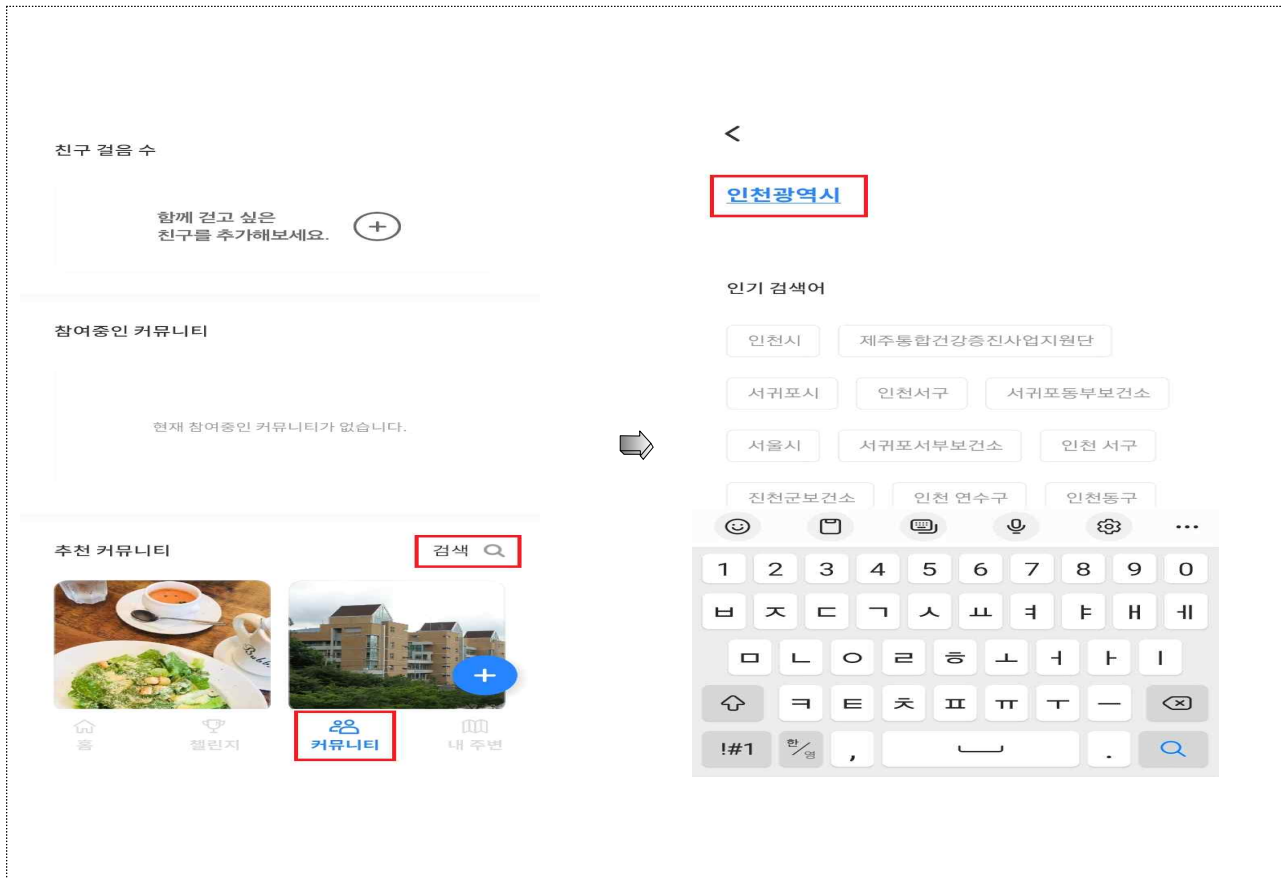 친구 걸음 수
함께 걷고 싶은
친구를 추가해보세요.
참여중인 커뮤니티
현재 참여중인 커뮤니티가 없습니다.
추천 커뮤니티 검색
홈 챌린지 커뮤니티 내 주변
<
인천광역시
인기 검색어
인천시 제주통합건강증진사업지원단
서귀포시 인천서구 서귀포동부보건소
서울시 서귀포서부보건소 인천 서구
진천군보건소 인천 연수구 인천동구
1 2 3 4 5 6 7 8 9 0
ㅂ ㅈ ㄷ ㄱ ㅅ ㅛ ㅕ ㅑ ㅐ ㅔ
ㅁ ㄴ ㅇ ㄹ ㅎ ㅗ ㅓ ㅏ ㅣ
ㅋ ㅌ ㅊ ㅍ ㅠ ㅜ ㅡ
!#1 한/영 , .